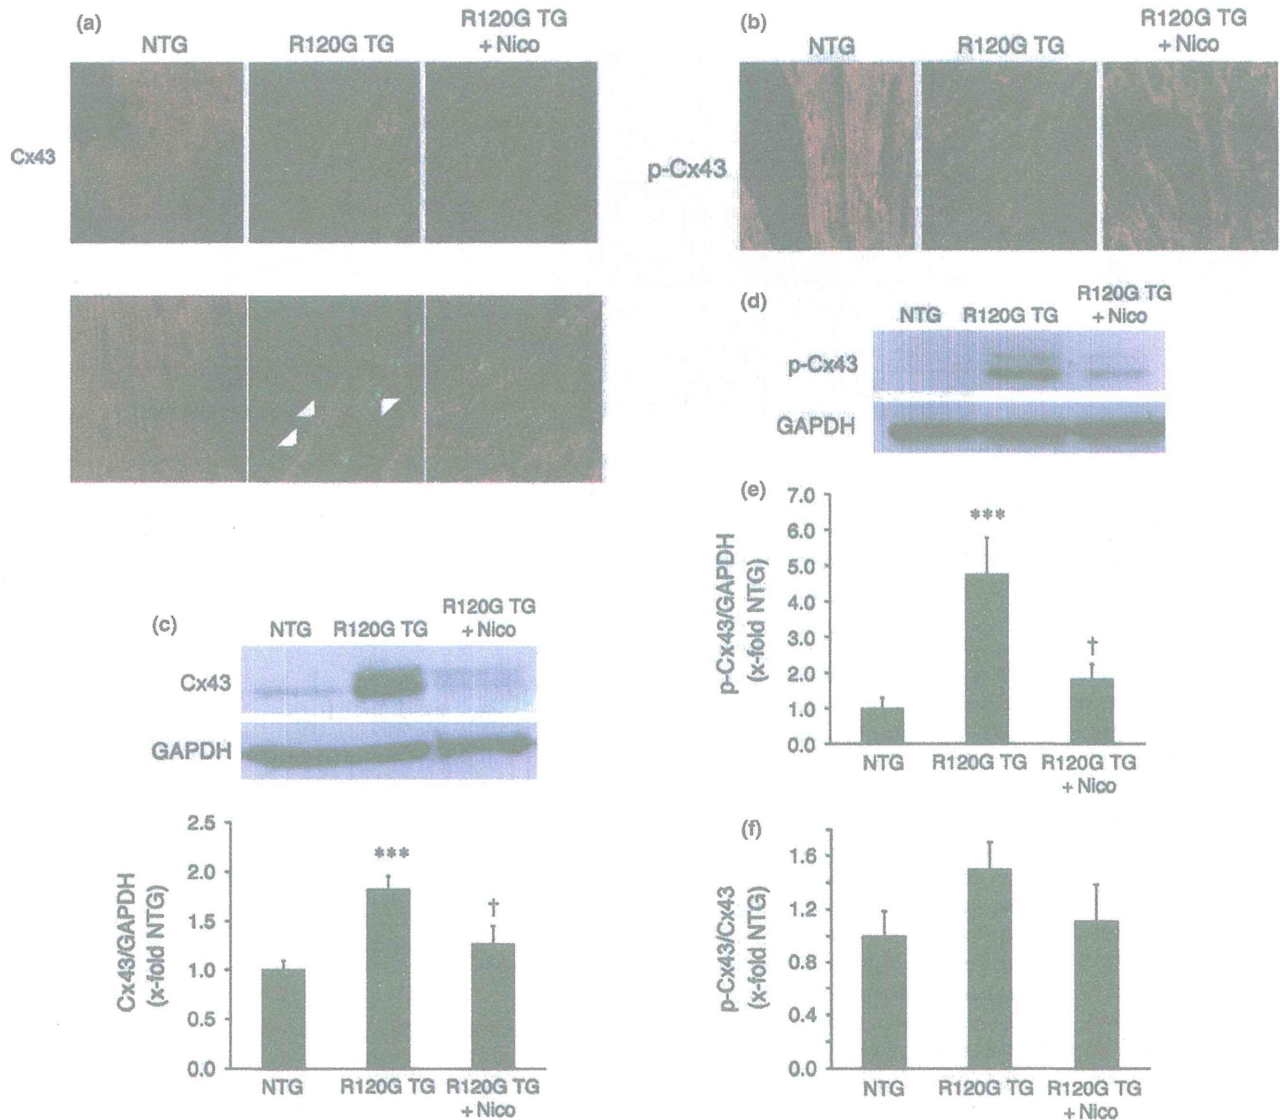 (a)
NTG R120G TG R120G TG
+ Nico
Cx43
(b)
NTG R120G TG R120G TG
+ Nico
p-Cx43
(d)
NTG R120G TG R120G TG
+ Nico
p-Cx43
GAPDH
(e)
p-Cx43/GAPDH
(x-fold NTG)
7.0
6.0
5.0
4.0
3.0
2.0
1.0
0.0
***
†
NTG R120G TG R120G TG
+ Nico
(c)
NTG R120G TG R120G TG
+ Nico
Cx43
GAPDH
Cx43/GAPDH
(x-fold NTG)
2.5
2.0
1.5
1.0
0.5
0.0
***
†
NTG R120G TG R120G TG
+ Nico
(f)
p-Cx43/Cx43
(x-fold NTG)
1.6
1.2
0.8
0.4
0.0
NTG R120G TG R120G TG
+ Nico